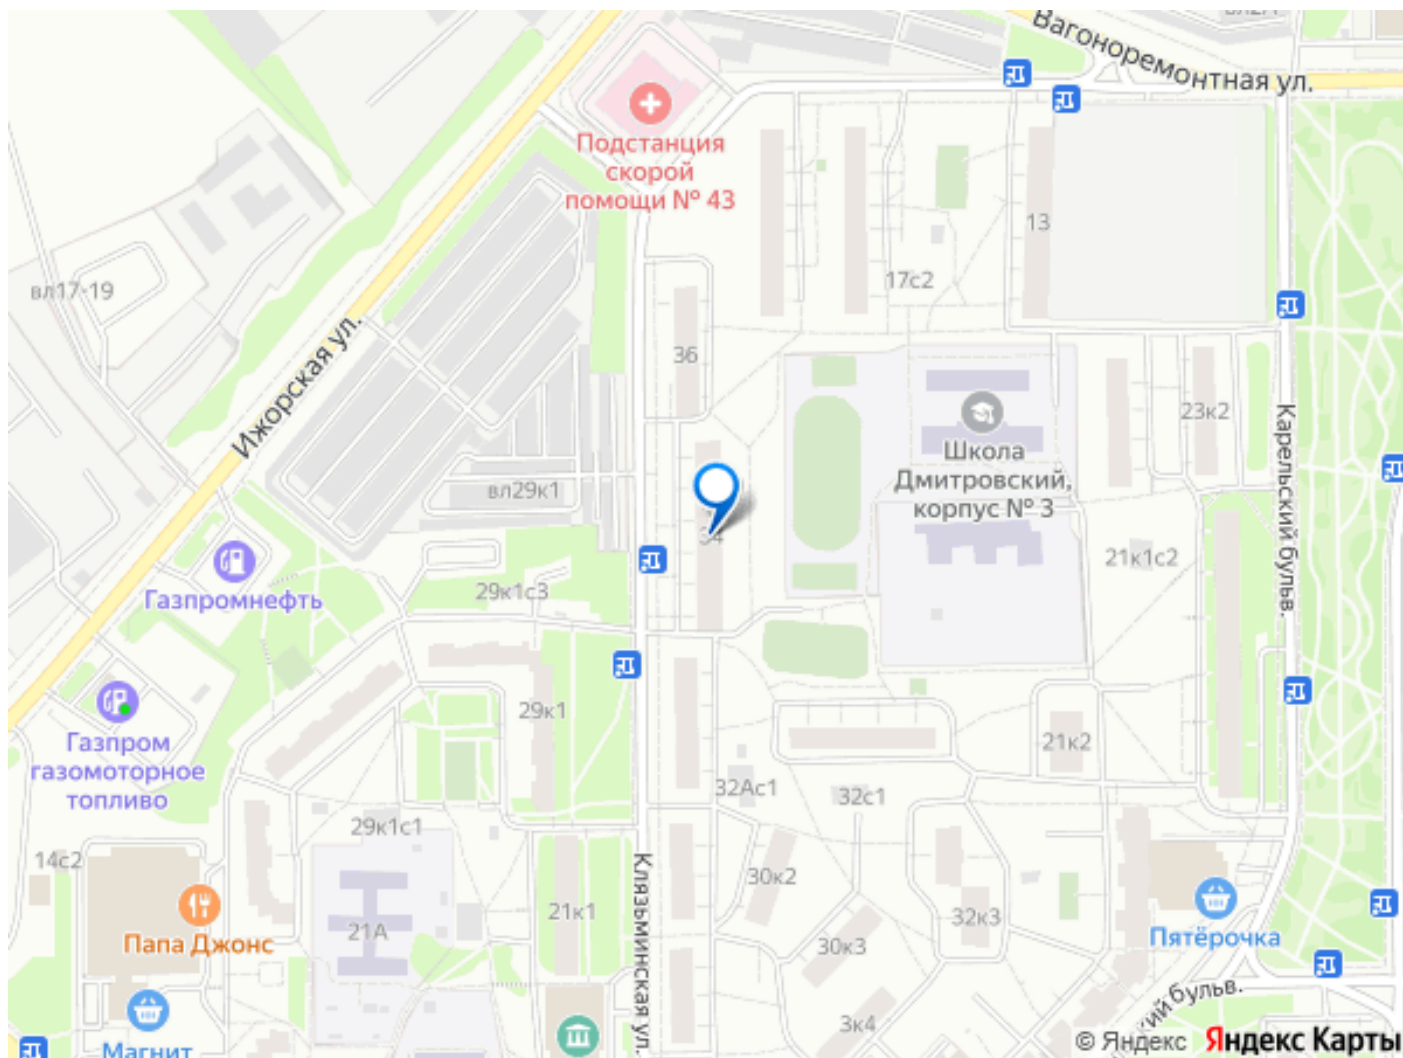 Вагоноремонтная ул.
Подстанция
скорой
помощи № 43
13
17с2
вл17-19
Ижорская ул.
36
23к2
Карельский бульв.
Школа
Дмитровский,
корпус № 3
вл29к1
34
21к1с2
29к1с3
Газпромнефть
29к1
21к2
Газпром
газомоторное
топливо
32Ас1
32с1
29к1с1
14с2
Клязьминская ул.
30к2
21к1
32к3
Папа Джонс
21А
30к3
Пятёрочка
кий бульв.
3к4
Магнит
© Яндекс Яндекс Карты